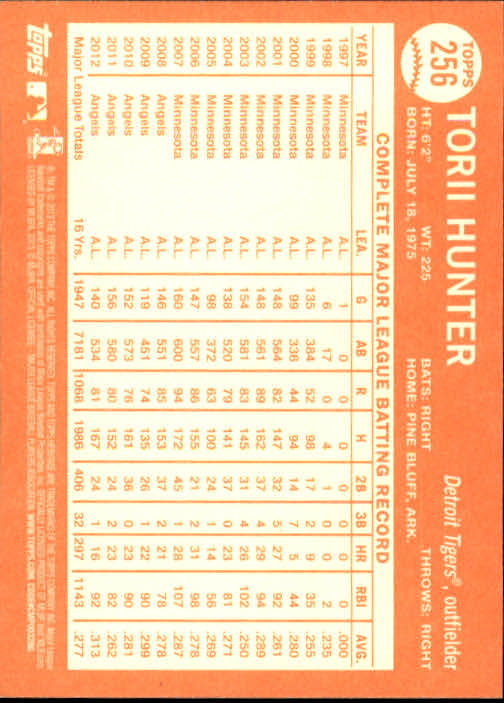 TOPPS
256
TORII HUNTER
Detroit Tigers®, outfielder
HT: 6'2" WT: 225 BATS: RIGHT THROWS: RIGHT
BORN: JULY 18, 1975 HOME: PINE BLUFF, ARK.
COMPLETE MAJOR LEAGUE BATTING RECORD
YEAR TEAM LEA. G AB R H 2B 3B HR RBI AVG.
1997 Minnesota A.L. 1 0 0 0 0 0 0 0 .000
1998 Minnesota A.L. 6 17 0 4 1 0 0 2 .235
1999 Minnesota A.L. 135 384 52 98 17 2 9 35 .255
2000 Minnesota A.L. 99 336 44 94 14 7 5 44 .280
2001 Minnesota A.L. 148 564 82 147 32 5 27 92 .261
2002 Minnesota A.L. 148 561 89 162 37 4 29 94 .289
2003 Minnesota A.L. 154 581 83 145 31 4 26 102 .250
2004 Minnesota A.L. 138 520 79 141 37 0 23 81 .271
2005 Minnesota A.L. 98 372 63 100 24 1 14 56 .269
2006 Minnesota A.L. 147 557 86 155 21 2 31 98 .278
2007 Minnesota A.L. 160 600 94 172 45 1 28 107 .287
2008 Angels A.L. 146 551 85 153 37 2 21 78 .278
2009 Angels A.L. 119 451 74 135 26 1 22 90 .299
2010 Angels A.L. 152 573 76 161 36 0 23 90 .281
2011 Angels A.L. 156 580 80 152 24 2 23 82 .262
2012 Angels A.L. 140 534 81 167 24 1 16 92 .313
Major League Totals 16 Yrs. 1947 7181 1068 1986 406 32 297 1143 .277
Topps